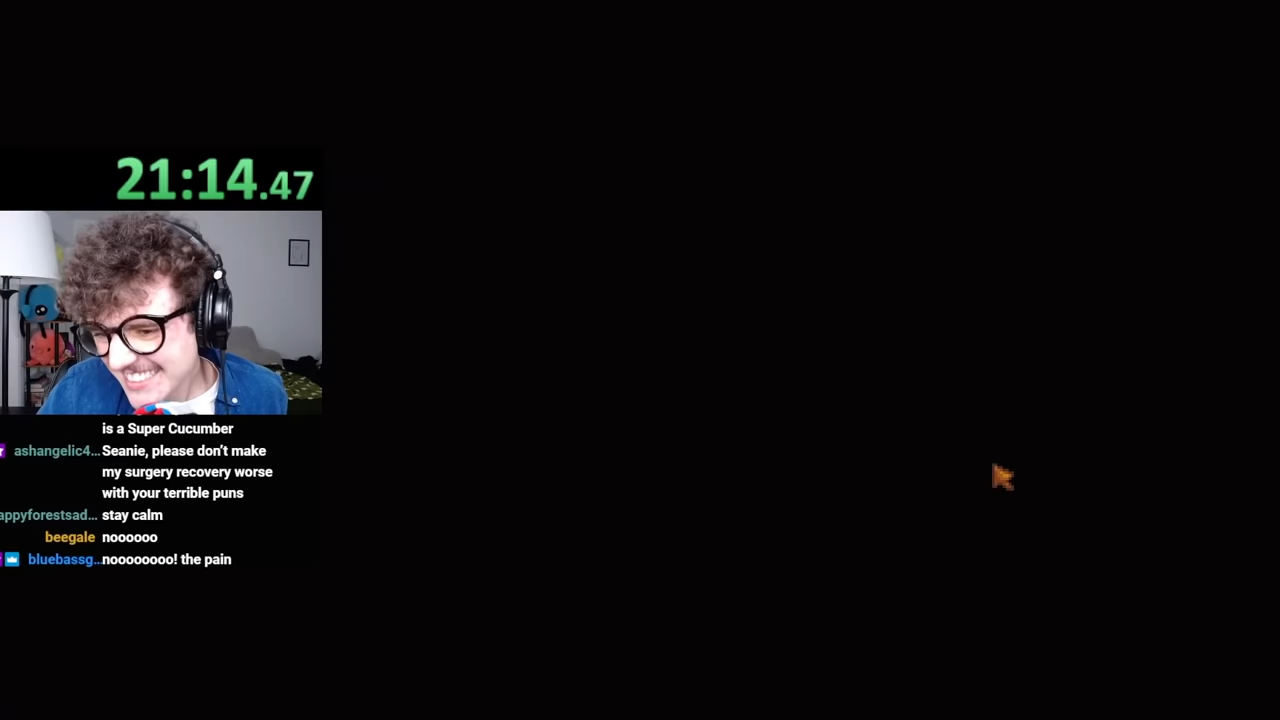 21:14.47
is a Super Cucumber
ashangelic4... Seanie, please don't make
my surgery recovery worse
with your terrible puns
appyforestsad... stay calm
beegale noooooo
bluebassg... noooooooo! the pain